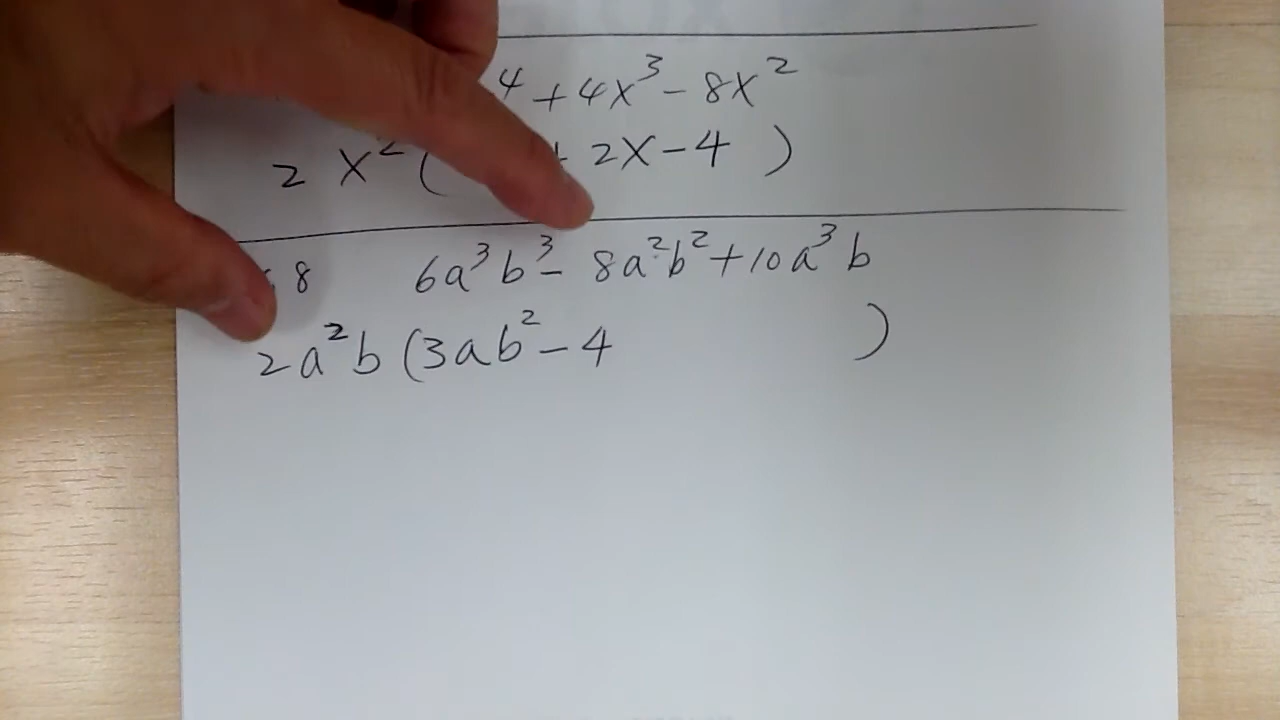 ⁴ + 4x³ - 8x²
2x² ( + 2x - 4 )
8 6a³b³ - 8a²b² + 10a³b
2a²b (3ab² - 4 )